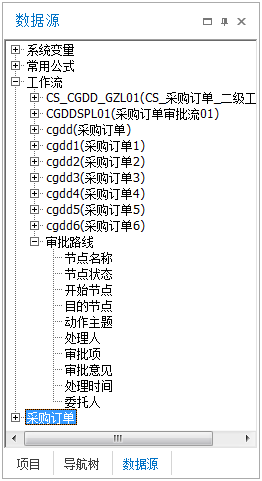 数据源
系统变量
常用公式
工作流
CS_CGDD_GZL01(CS_采购订单_二级工
CGDDSPL01(采购订单审批流01)
cgdd(采购订单)
cgdd1(采购订单1)
cgdd2(采购订单2)
cgdd3(采购订单3)
cgdd4(采购订单4)
cgdd5(采购订单5)
cgdd6(采购订单6)
审批路线
节点名称
节点状态
开始节点
目的节点
动作主题
处理人
审批项
审批意见
处理时间
委托人
采购订单
项目 导航树 数据源